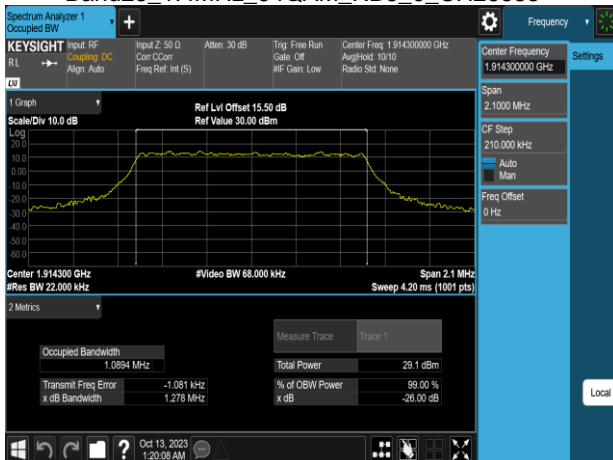 Spectrum Analyzer 1
Occupied BW
Frequency
KEYSIGHT
R L
LXI
Input: RF
Coupling: DC
Align: Auto
Input Z: 50 Ω
Corr CCorr
Freq Ref: Int (S)
Atten: 30 dB
Trig: Free Run
Gate: Off
#IF Gain: Low
Center Freq: 1.914300000 GHz
Avg|Hold: 10/10
Radio Std: None
Center Frequency
1.914300000 GHz
Settings
Span
2.1000 MHz
CF Step
210.000 kHz
Auto
Man
Freq Offset
0 Hz
Local
1 Graph
Scale/Div 10.0 dB
Ref Lvl Offset 15.50 dB
Ref Value 30.00 dBm
Log
20.0
10.0
0.00
-10.0
-20.0
-30.0
-40.0
-50.0
-60.0
Center 1.914300 GHz
#Res BW 22.000 kHz
#Video BW 68.000 kHz
Span 2.1 MHz
Sweep 4.20 ms (1001 pts)
2 Metrics
Measure Trace
Trace 1
Occupied Bandwidth
1.0894 MHz
Total Power
29.1 dBm
Transmit Freq Error
-1.081 kHz
% of OBW Power
99.00 %
x dB Bandwidth
1.278 MHz
x dB
-26.00 dB
Oct 13, 2023
1:20:08 AM